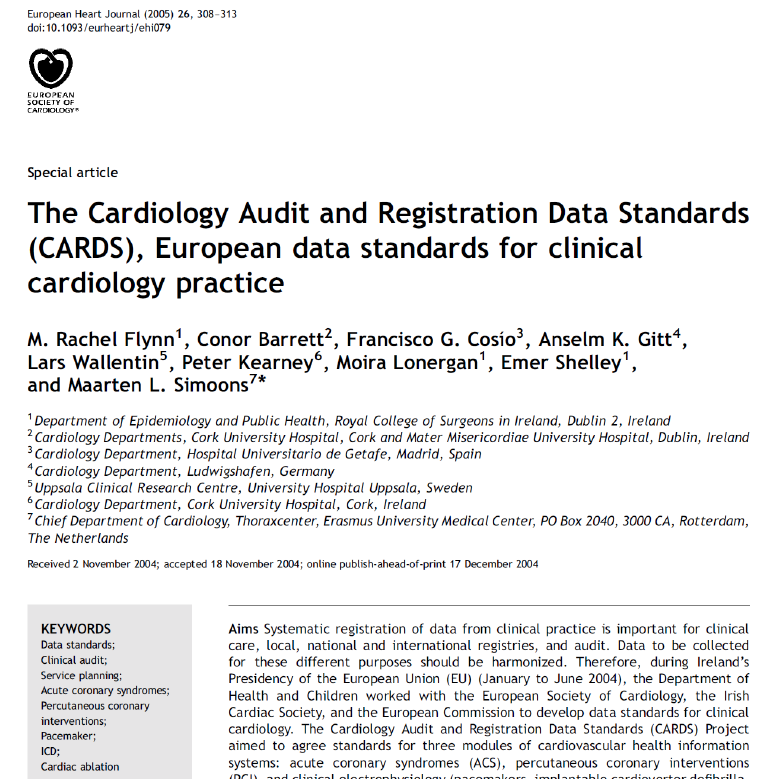 European Heart Journal (2005) 26, 308–313
doi:10.1093/eurheartj/ehi079
EUROPEAN
SOCIETY OF
CARDIOLOGY®
Special article
The Cardiology Audit and Registration Data Standards
(CARDS), European data standards for clinical
cardiology practice
M. Rachel Flynn1, Conor Barrett2, Francisco G. Cosío3, Anselm K. Gitt4,
Lars Wallentin5, Peter Kearney6, Moira Lonergan1, Emer Shelley1,
and Maarten L. Simoons7*
1 Department of Epidemiology and Public Health, Royal College of Surgeons in Ireland, Dublin 2, Ireland
2 Cardiology Departments, Cork University Hospital, Cork and Mater Misericordiae University Hospital, Dublin, Ireland
3 Cardiology Department, Hospital Universitario de Getafe, Madrid, Spain
4 Cardiology Department, Ludwigshafen, Germany
5 Uppsala Clinical Research Centre, University Hospital Uppsala, Sweden
6 Cardiology Department, Cork University Hospital, Cork, Ireland
7 Chief Department of Cardiology, Thoraxcenter, Erasmus University Medical Center, PO Box 2040, 3000 CA, Rotterdam,
The Netherlands
Received 2 November 2004; accepted 18 November 2004; online publish-ahead-of-print 17 December 2004
KEYWORDS
Data standards;
Clinical audit;
Service planning;
Acute coronary syndromes;
Percutaneous coronary
interventions;
Pacemaker;
ICD;
Cardiac ablation
Aims Systematic registration of data from clinical practice is important for clinical
care, local, national and international registries, and audit. Data to be collected
for these different purposes should be harmonized. Therefore, during Ireland's
Presidency of the European Union (EU) (January to June 2004), the Department of
Health and Children worked with the European Society of Cardiology, the Irish
Cardiac Society, and the European Commission to develop data standards for clinical
cardiology. The Cardiology Audit and Registration Data Standards (CARDS) Project
aimed to agree standards for three modules of cardiovascular health information
systems: acute coronary syndromes (ACS), percutaneous coronary interventions
(PCI), and clinical electrophysiology (pacemakers, implantable cardioverter defibrilla-